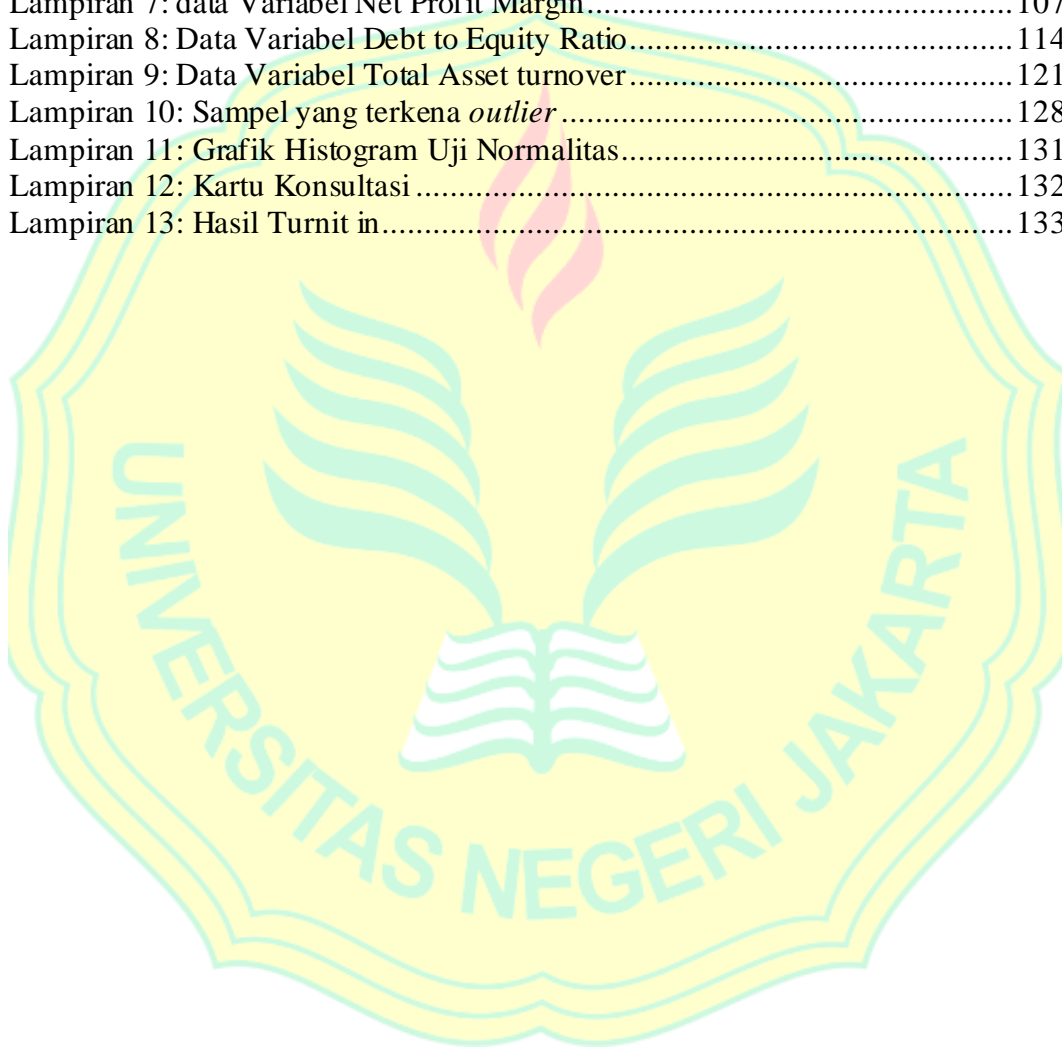 Lampiran 7: data Variabel Net Profit Margin............................................107
Lampiran 8: Data Variabel Debt to Equity Ratio............................................114
Lampiran 9: Data Variabel Total Asset turnover............................................121
Lampiran 10: Sampel yang terkena outlier............................................128
Lampiran 11: Grafik Histogram Uji Normalitas............................................131
Lampiran 12: Kartu Konsultasi............................................132
Lampiran 13: Hasil Turnit in............................................133
UNIVERSITAS NEGERI JAKARTA